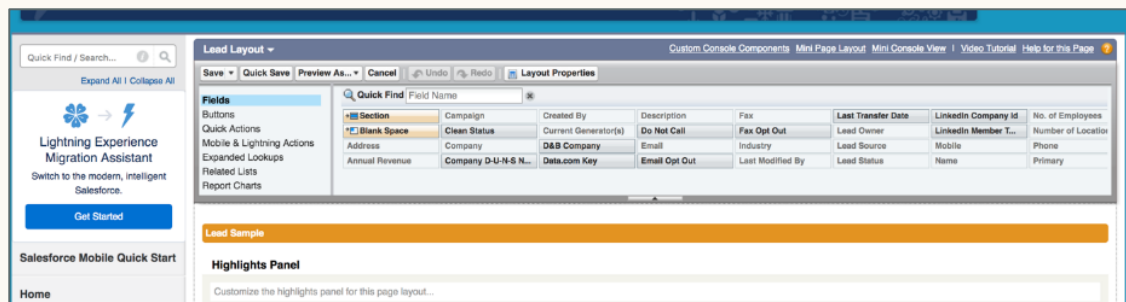 Quick Find / Search...
Expand All | Collapse All
Lightning Experience
Migration Assistant
Switch to the modern, intelligent
Salesforce.
Get Started
Salesforce Mobile Quick Start
Home
Lead Layout
Custom Console Components Mini Page Layout Mini Console View | Video Tutorial Help for this Page
Save Quick Save Preview As... Cancel Undo Redo Layout Properties
Fields
Buttons
Quick Actions
Mobile & Lightning Actions
Expanded Lookups
Related Lists
Report Charts
Quick Find Field Name
Section Campaign Created By Description Fax Last Transfer Date LinkedIn Company Id No. of Employees
Blank Space Clean Status Current Generator(s) Do Not Call Fax Opt Out Lead Owner LinkedIn Member T... Number of Location
Address Company D&B Company Email Industry Lead Source Mobile Phone
Annual Revenue Company D-U-N-S N... Data.com Key Email Opt Out Last Modified By Lead Status Name Primary
Lead Sample
Highlights Panel
Customize the highlights panel for this page layout...